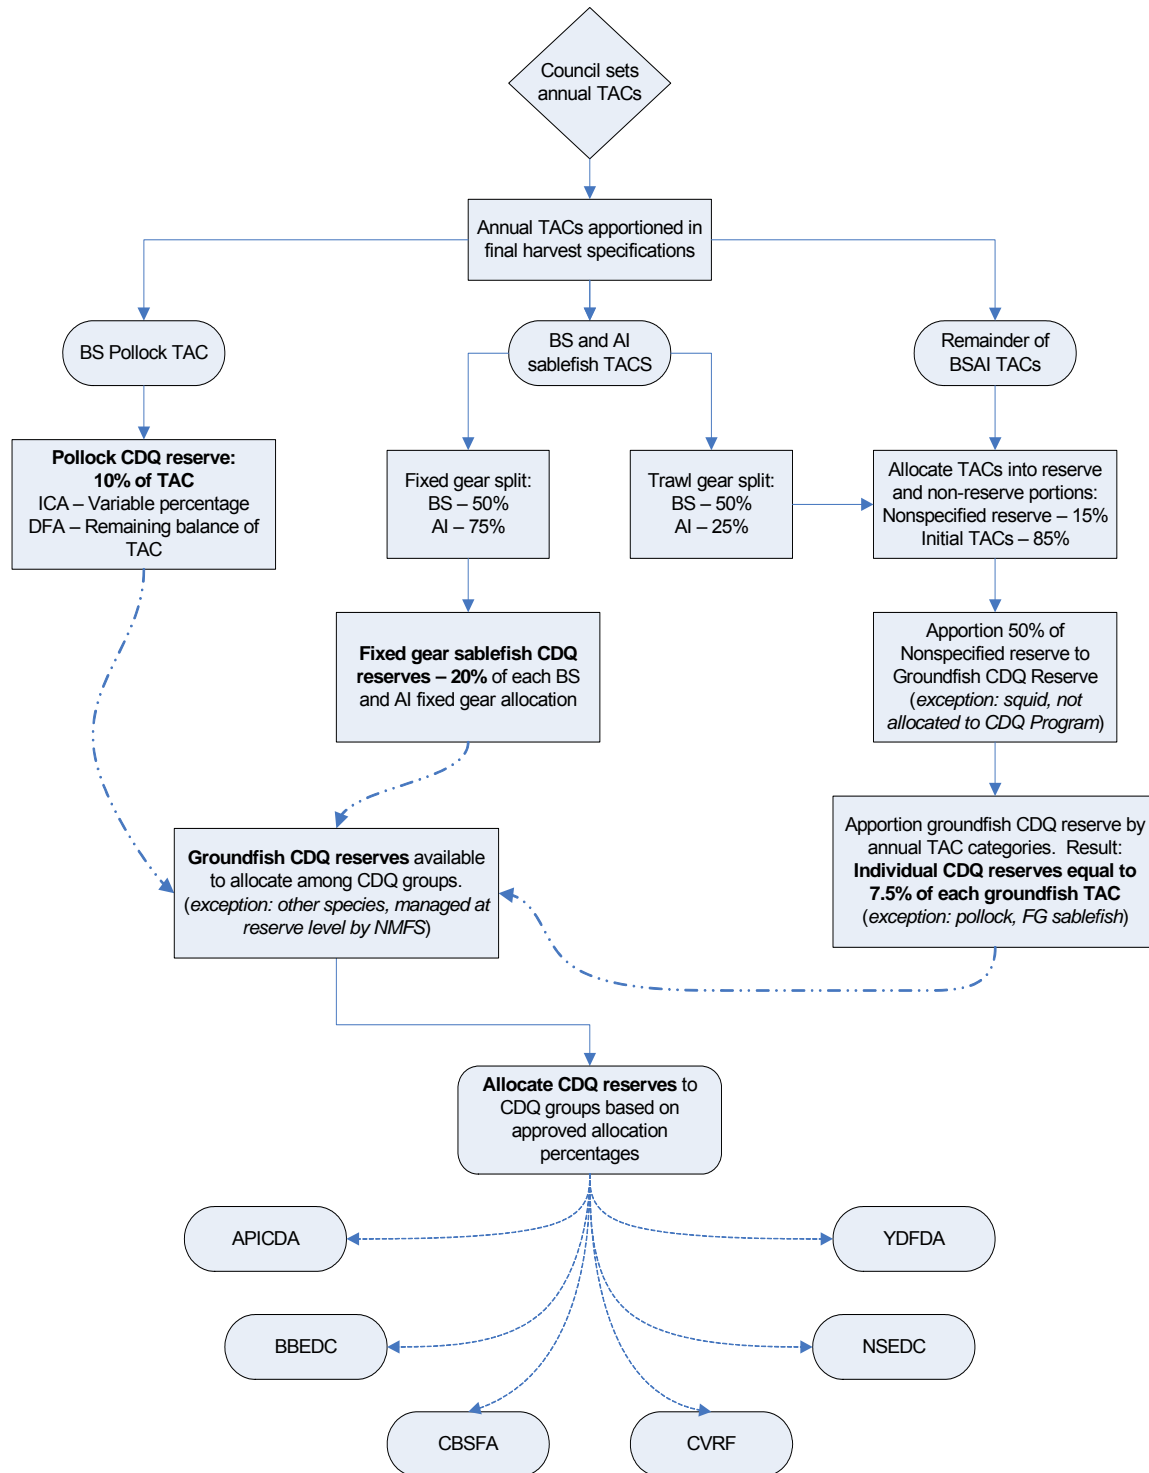 Council sets
annual TACs
Annual TACs apportioned in
final harvest specifications
BS Pollock TAC
BS and AI
sablefish TACS
Remainder of
BSAI TACs
Pollock CDQ reserve:
10% of TAC
ICA – Variable percentage
DFA – Remaining balance of
TAC
Fixed gear split:
BS – 50%
AI – 75%
Trawl gear split:
BS – 50%
AI – 25%
Allocate TACs into reserve
and non-reserve portions:
Nonspecified reserve – 15%
Initial TACs – 85%
Fixed gear sablefish CDQ
reserves – 20% of each BS
and AI fixed gear allocation
Apportion 50% of
Nonspecified reserve to
Groundfish CDQ Reserve
(exception: squid, not
allocated to CDQ Program)
Groundfish CDQ reserves available
to allocate among CDQ groups.
(exception: other species, managed at
reserve level by NMFS)
Apportion groundfish CDQ reserve by
annual TAC categories.  Result:
Individual CDQ reserves equal to
7.5% of each groundfish TAC
(exception: pollock, FG sablefish)
Allocate CDQ reserves to
CDQ groups based on
approved allocation
percentages
APICDA
YDFDA
BBEDC
NSEDC
CBSFA
CVRF